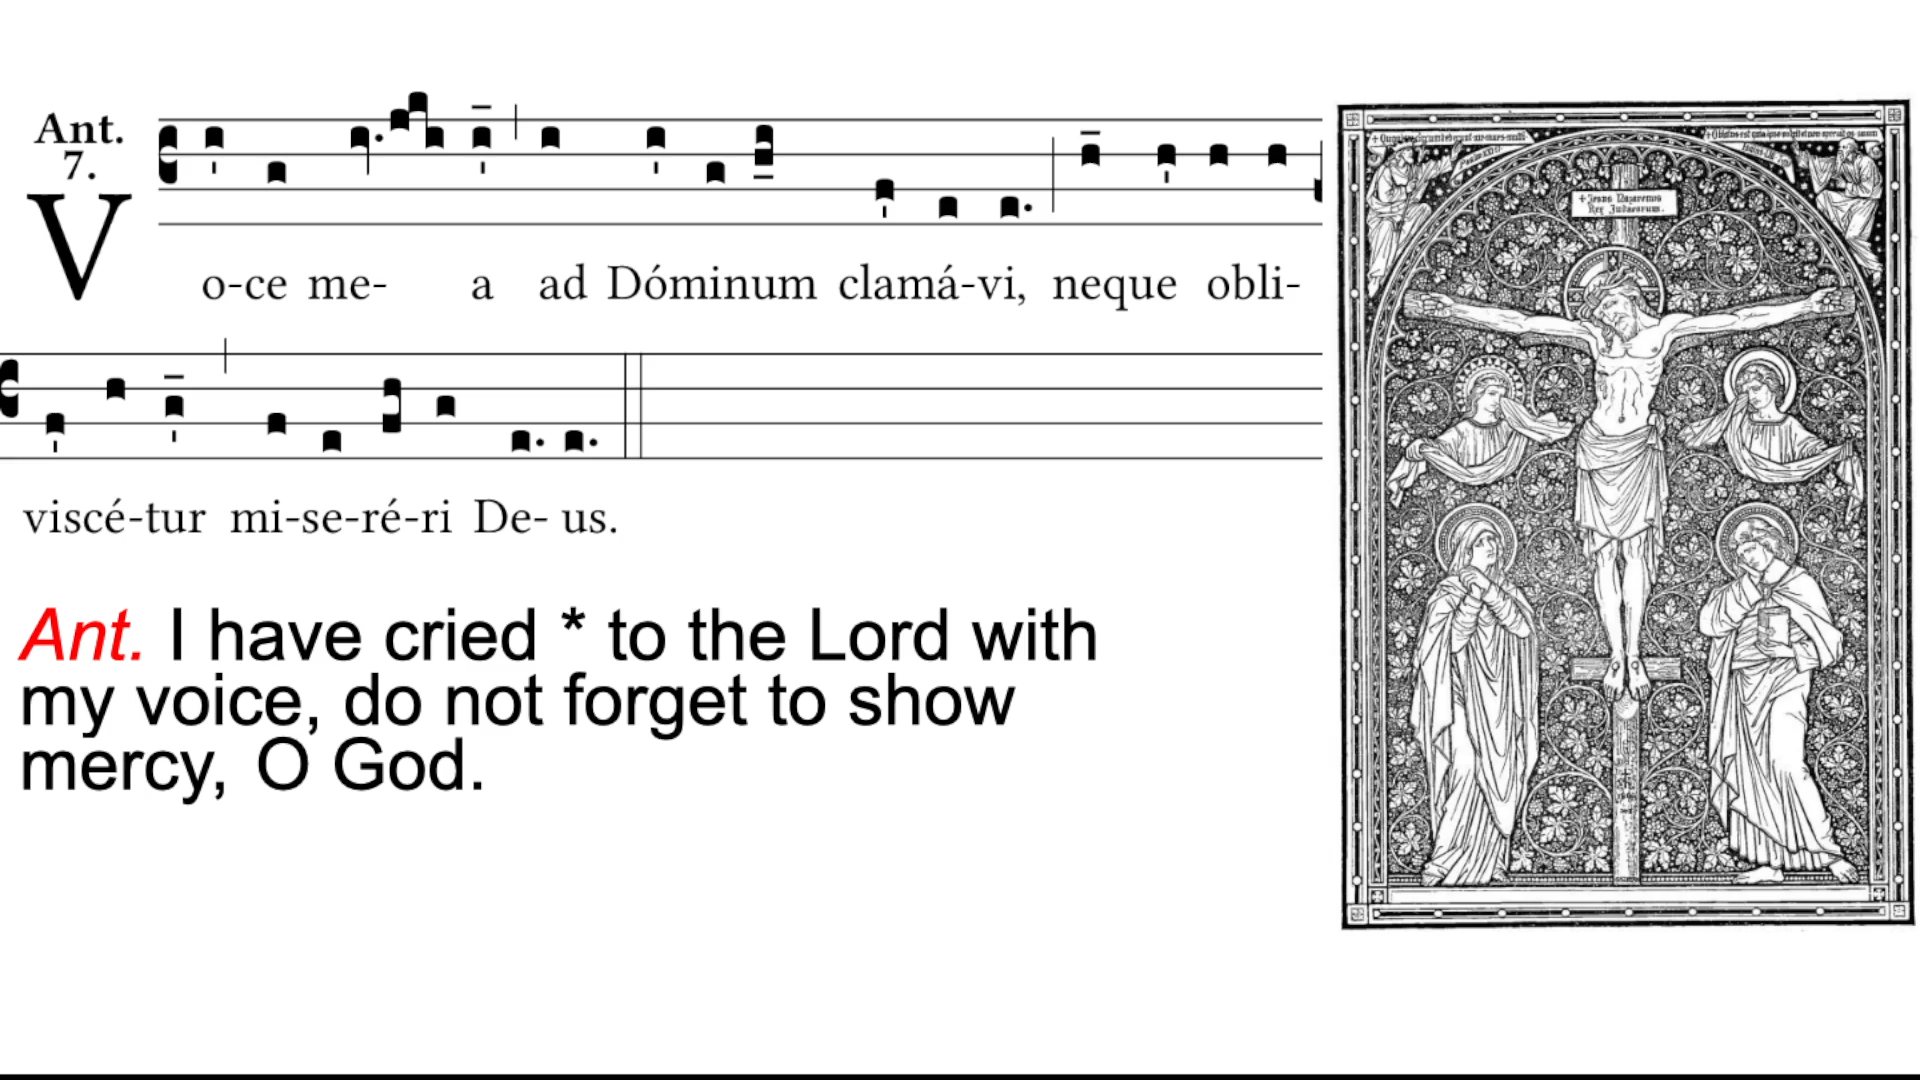 Ant.
7.
Vo-ce me- a ad Dóminum clamá-vi, neque obli-
viscé-tur mi-se-ré-ri De- us.
Ant. I have cried * to the Lord with
my voice, do not forget to show
mercy, O God.
+ Jesus Nazarenus
Rex Judaeorum.